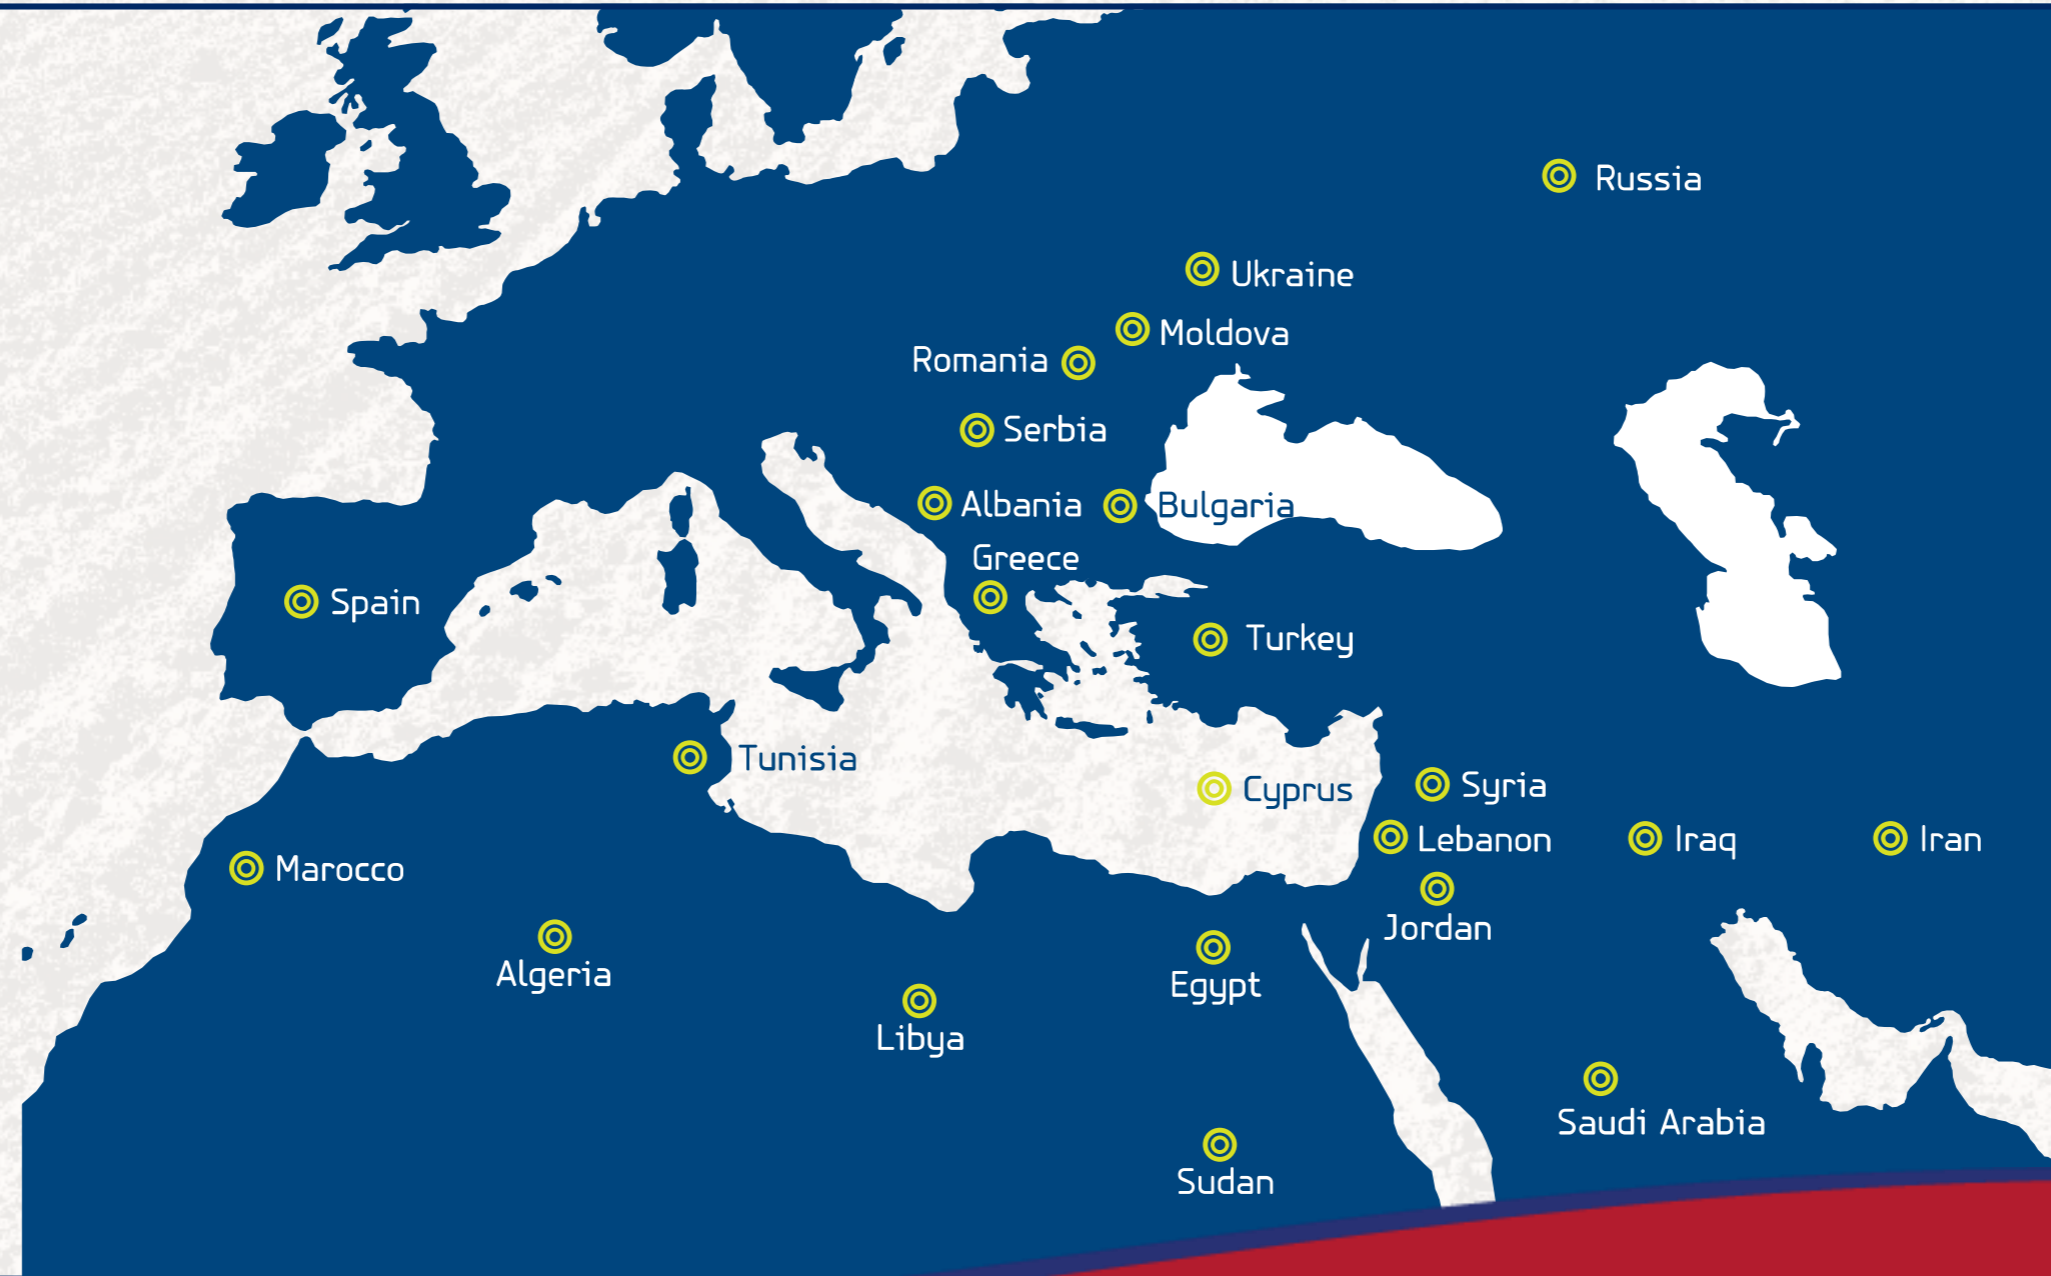 Russia
Ukraine
Moldova
Romania
Serbia
Albania
Bulgaria
Greece
Spain
Turkey
Tunisia
Cyprus
Syria
Lebanon
Iraq
Iran
Marocco
Jordan
Algeria
Egypt
Libya
Saudi Arabia
Sudan